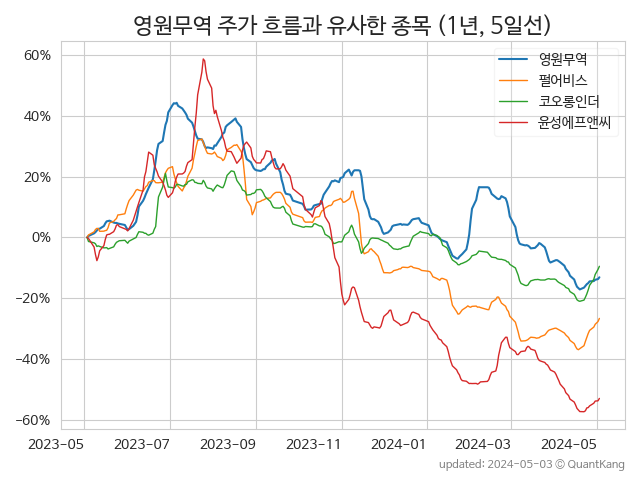 영원무역 주가 흐름과 유사한 종목 (1년, 5일선)
영원무역
펄어비스
코오롱인더
윤성에프앤씨
60%
40%
20%
0%
−20%
−40%
−60%
2023-05 2023-07 2023-09 2023-11 2024-01 2024-03 2024-05
updated: 2024-05-03 © QuantKang